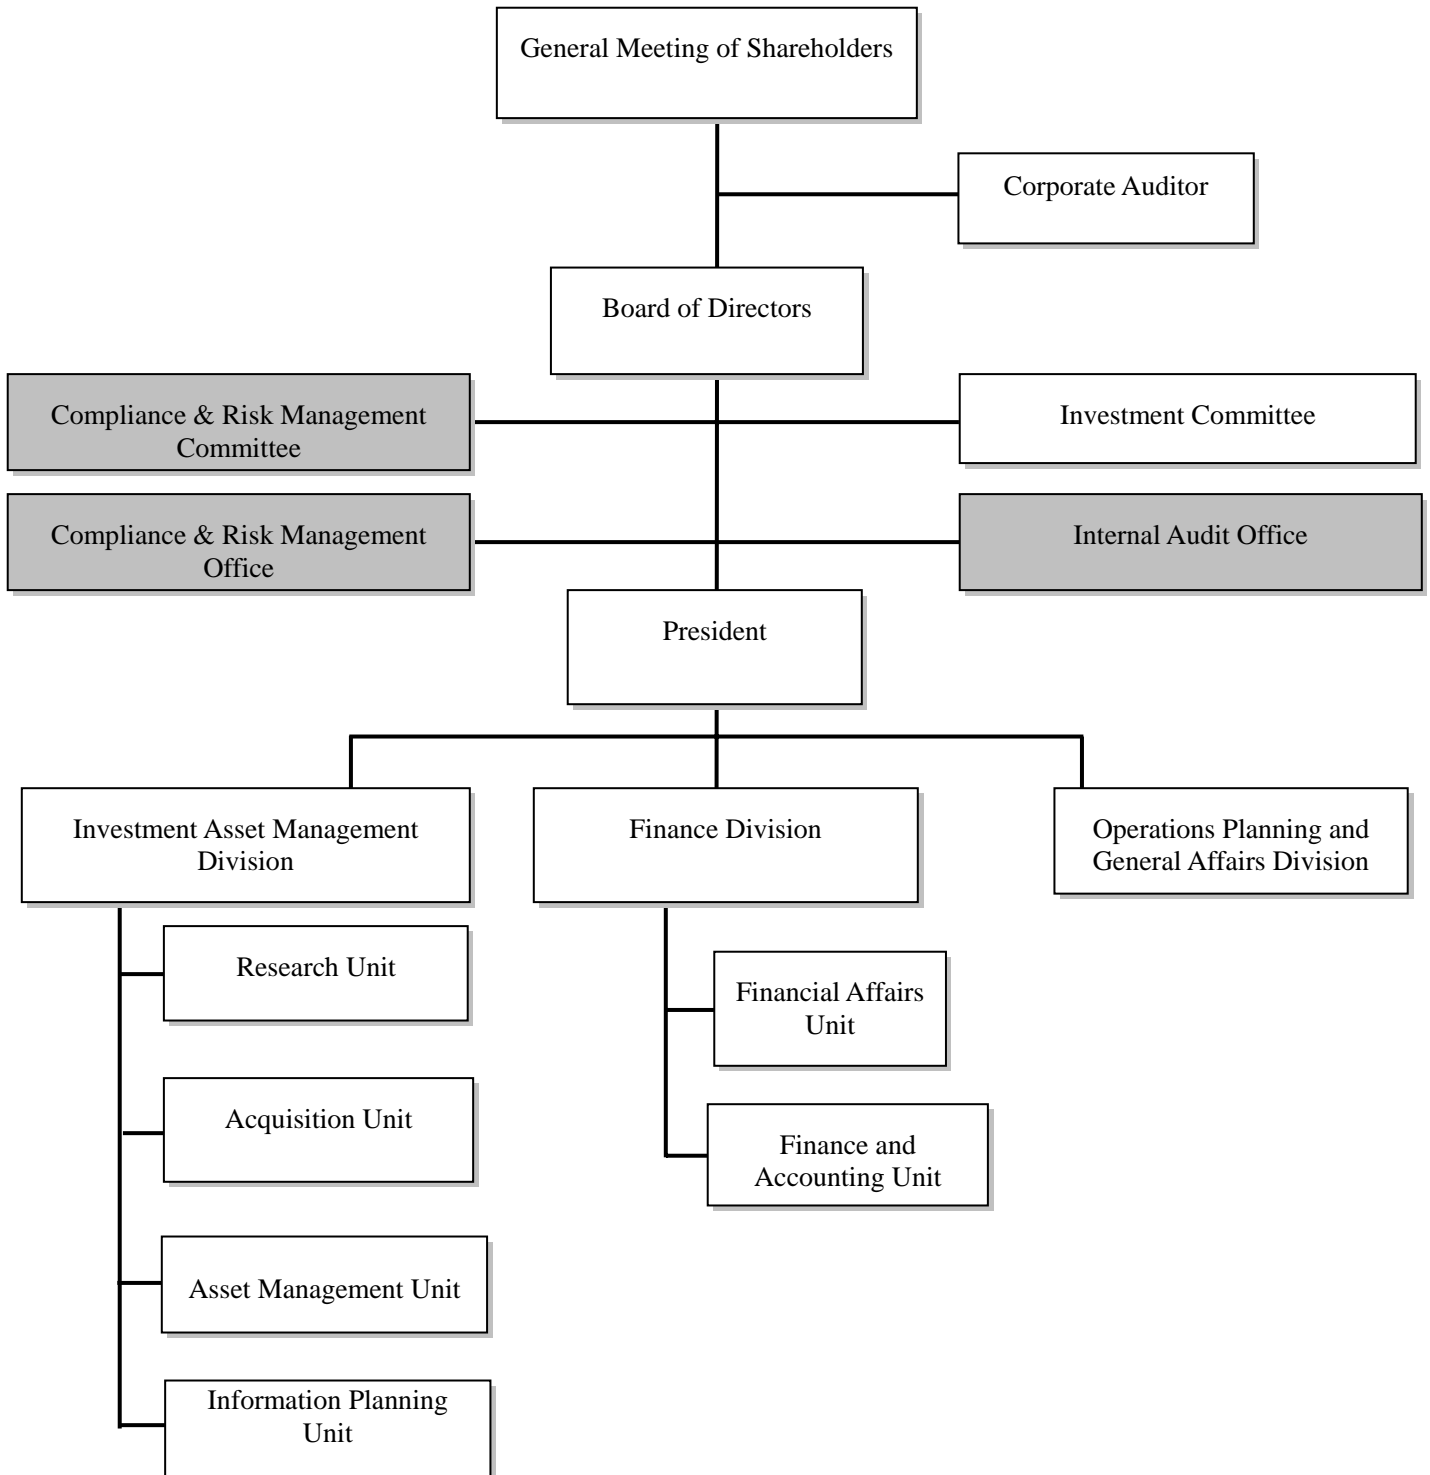 General Meeting of Shareholders
Corporate Auditor
Board of Directors
Compliance & Risk Management
Committee
Investment Committee
Compliance & Risk Management
Office
Internal Audit Office
President
Investment Asset Management
Division
Finance Division
Operations Planning and
General Affairs Division
Research Unit
Financial Affairs
Unit
Acquisition Unit
Finance and
Accounting Unit
Asset Management Unit
Information Planning
Unit